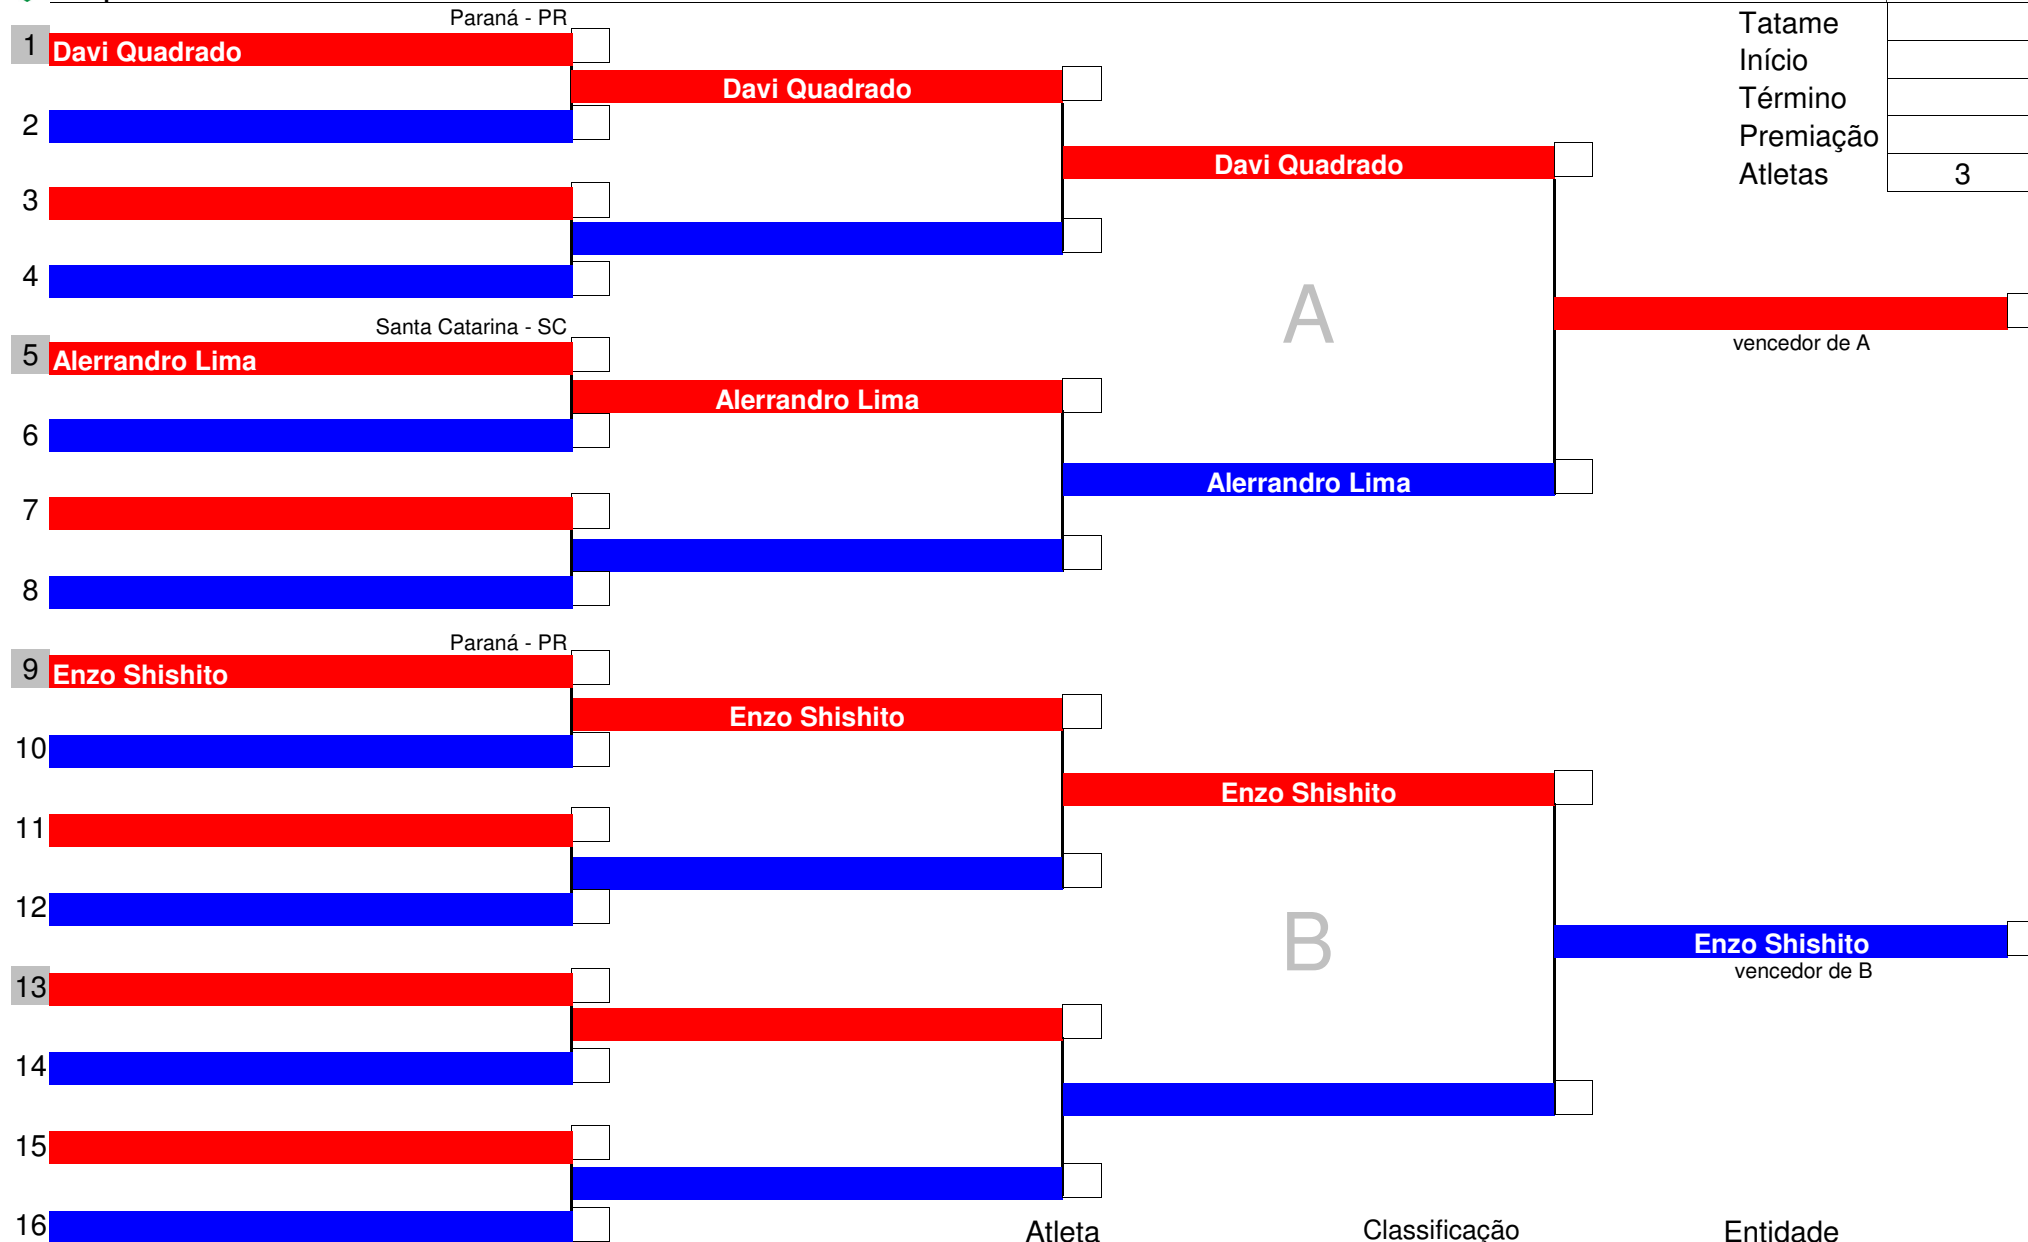 Paraná - PR
Tatame
1 Davi Quadrado
Início
Davi Quadrado
Término
2
Premiação
Davi Quadrado
Atletas 3
3
4
A
Santa Catarina - SC
vencedor de A
5 Alerrandro Lima
Alerrandro Lima
6
Alerrandro Lima
7
8
Paraná - PR
9 Enzo Shishito
Enzo Shishito
10
Enzo Shishito
11
12
B
Enzo Shishito
vencedor de B
13
14
15
16
Atleta Classificação Entidade